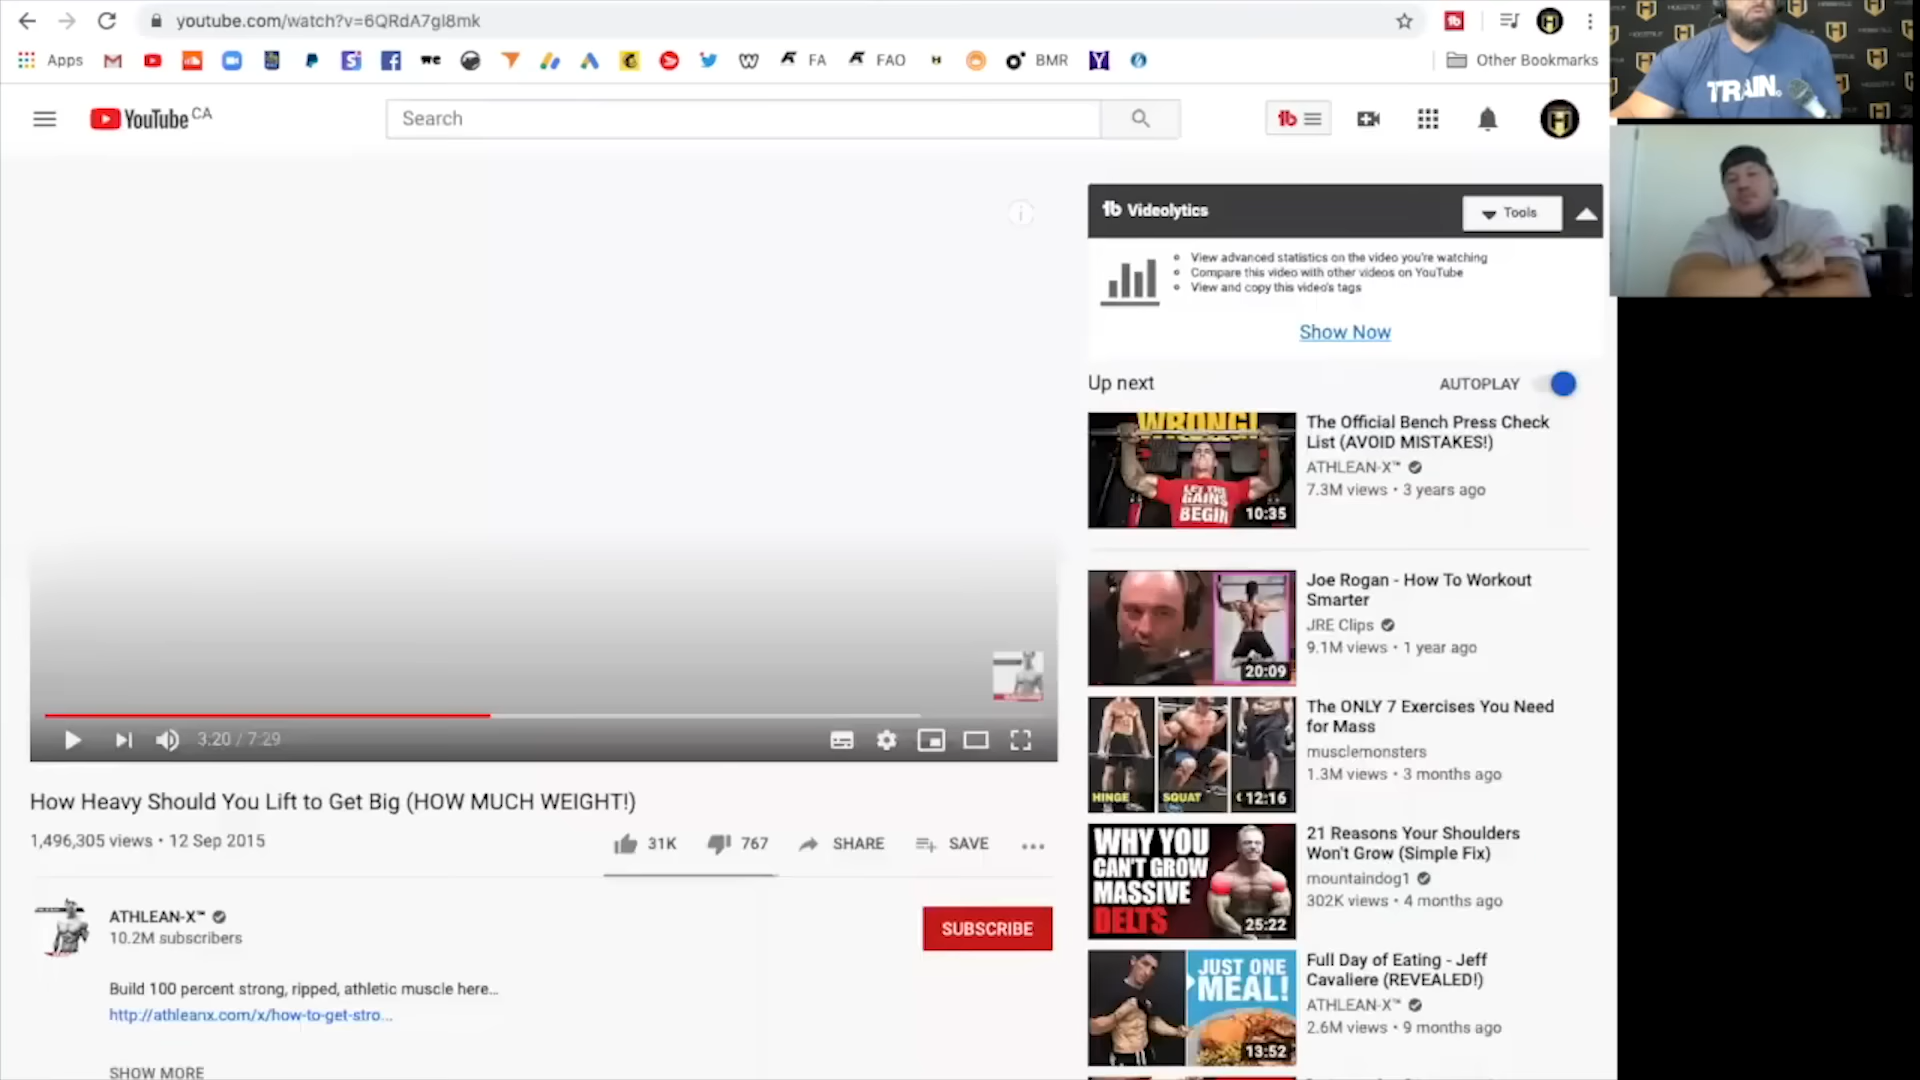 youtube.com/watch?v=6QRdA7gI8mk
Apps
we
FA
FAO
BMR
Other Bookmarks
YouTube CA
Search
TRAIN.
Videolytics
Tools
View advanced statistics on the video you're watching
Compare this video with other videos on YouTube
View and copy this video's tags
Show Now
Up next
AUTOPLAY
WRONG!
LET THE
GAINS
BEGIN
10:35
The Official Bench Press Check
List (AVOID MISTAKES!)
ATHLEAN-X™
7.3M views • 3 years ago
20:09
Joe Rogan - How To Workout
Smarter
JRE Clips
9.1M views • 1 year ago
HINGE
SQUAT
12:16
The ONLY 7 Exercises You Need
for Mass
musclemonsters
1.3M views • 3 months ago
WHY YOU
CAN'T GROW
MASSIVE
DELTS
25:22
21 Reasons Your Shoulders
Won't Grow (Simple Fix)
mountaindog1
302K views • 4 months ago
JUST ONE
MEAL!
13:52
Full Day of Eating - Jeff
Cavaliere (REVEALED!)
ATHLEAN-X™
2.6M views • 9 months ago
3:20 / 7:29
How Heavy Should You Lift to Get Big (HOW MUCH WEIGHT!)
1,496,305 views • 12 Sep 2015
31K
767
SHARE
SAVE
ATHLEAN-X™
10.2M subscribers
SUBSCRIBE
Build 100 percent strong, ripped, athletic muscle here...
http://athleanx.com/x/how-to-get-stro...
SHOW MORE